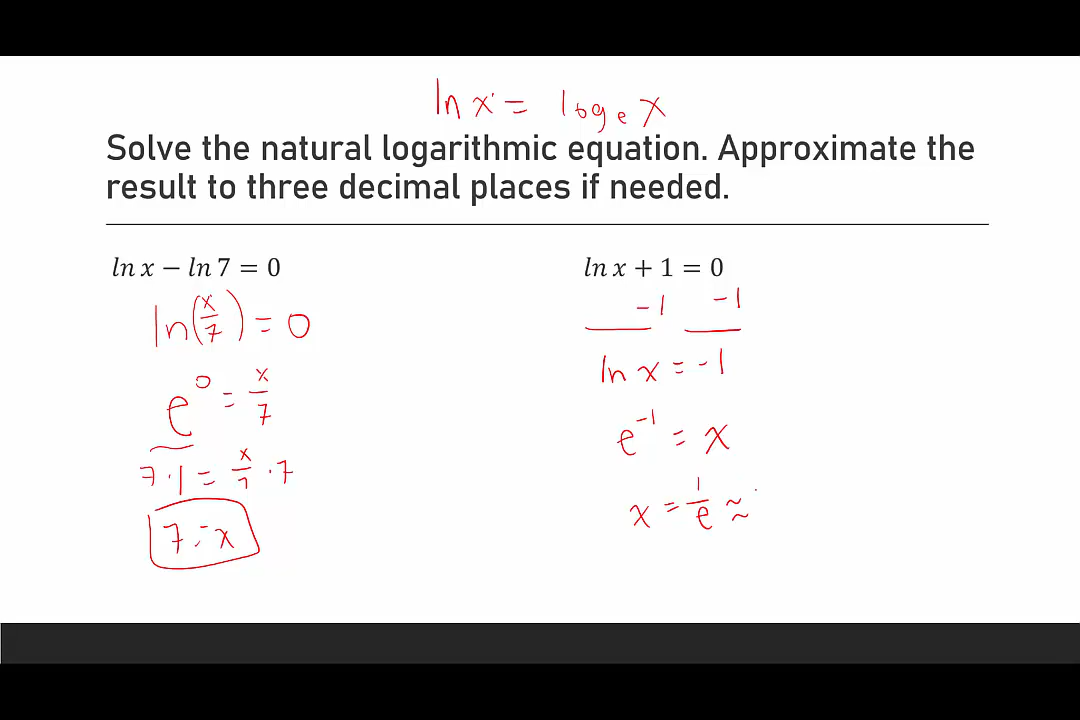 ln x = log_e x
Solve the natural logarithmic equation. Approximate the
result to three decimal places if needed.
ln x − ln 7 = 0
ln(x/7) = 0
e^0 = x/7
7 · 1 = x/7 · 7
7 = x
ln x + 1 = 0
-1 -1
ln x = -1
e^-1 = x
x = 1/e ≈